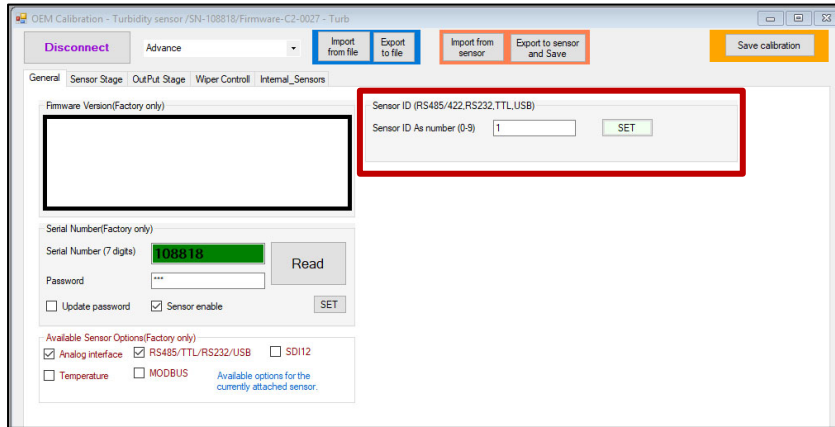 OEM Calibration - Turbidity sensor /SN-108818/Firmware-C2-0027 - Turb
Disconnect
Advance
Import from file
Export to file
Import from sensor
Export to sensor and Save
Save calibration
General Sensor Stage OutPut Stage Wiper Controll Internal_Sensors
Firmware Version(Factory only)
Sensor ID (RS485/422,RS232,TTL,USB)
Sensor ID As number (0-9) 1 SET
Serial Number(Factory only)
Serial Number (7 digits) 108818
Read
Password ***
Update password Sensor enable SET
Available Sensor Options(Factory only)
Analog interface RS485/TTL/RS232/USB SDI12
Temperature MODBUS
Available options for the
currently attached sensor.